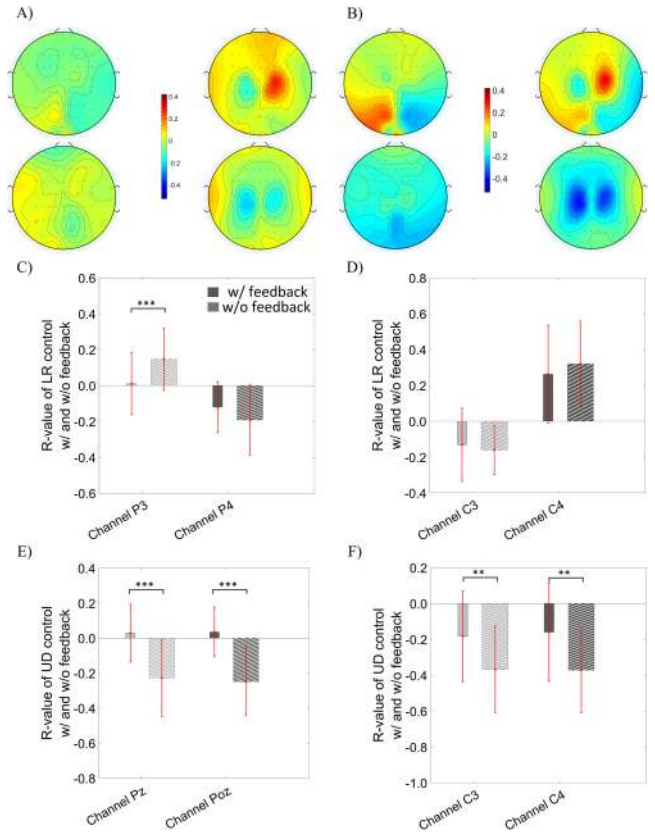 A)
B)
0.4
0.2
0
-0.2
-0.4
0.4
0.2
0
-0.2
-0.4
C)
D)
0.6
0.4
0.2
0.0
-0.2
-0.4
-0.6
R-value of LR control
w/ and w/o feedback
***
w/ feedback
w/o feedback
Channel P3
Channel P4
0.8
0.6
0.4
0.2
0.0
-0.2
-0.4
R-value of LR control
w/ and w/o feedback
Channel C3
Channel C4
E)
F)
0.4
0.2
0.0
-0.2
-0.4
-0.6
-0.8
R-value of UD control
w/ and w/o feedback
***
***
Channel Pz
Channel Poz
0.2
0.0
-0.2
-0.4
-0.6
-0.8
-1.0
R-value of UD control
w/ and w/o feedback
**
**
Channel C3
Channel C4